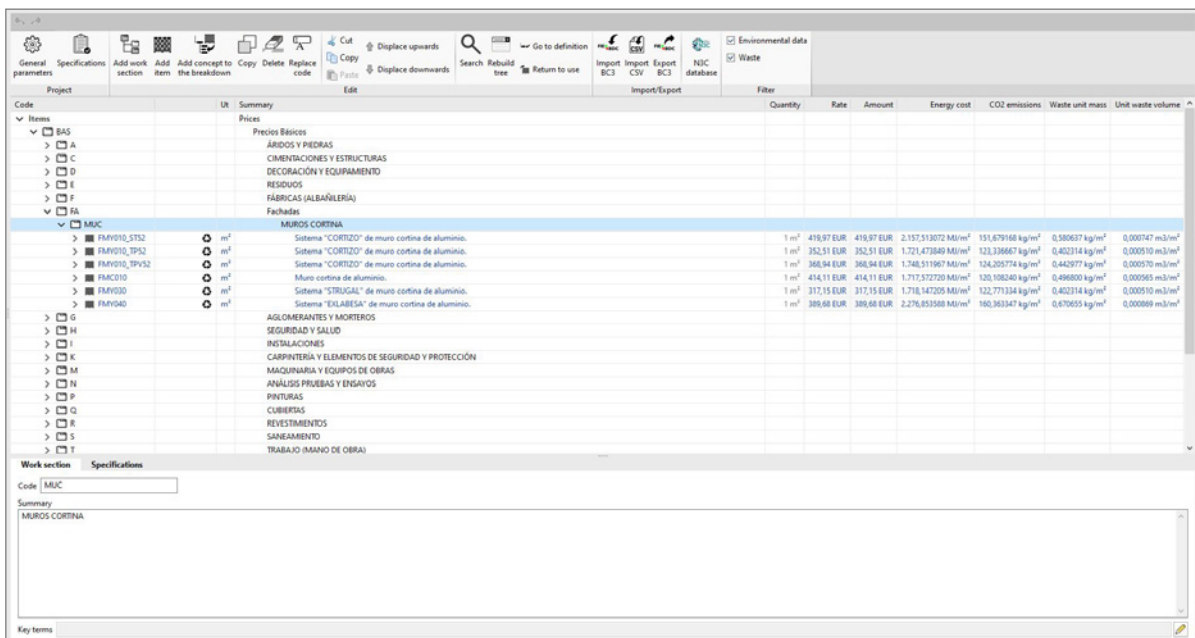 General parameters
Specifications
Add work section
Add item
Add concept to the breakdown
Copy
Delete
Replace code
Cut
Copy
Paste
Displace upwards
Displace downwards
Search
Rebuild tree
Go to definition
Return to use
Import BC3
Import CSV
Export BC3
N3C database
Environmental data
Waste
Project
Edit
Import/Export
Filter
Code Ut Summary Quantity Rate Amount Energy cost CO2 emissions Waste unit mass Unit waste volume
Items Prices
BAS Precios Básicos
A ÁRIDOS Y PIEDRAS
C CIMENTACIONES Y ESTRUCTURAS
D DECORACIÓN Y EQUIPAMIENTO
E RESIDUOS
F FÁBRICAS (ALBAÑILERÍA)
FA Fachadas
MUC MUROS CORTINA
FMY010_ST52 m² Sistema "CORTIZO" de muro cortina de aluminio. 1 m² 419,97 EUR 419,97 EUR 2.157,513072 MJ/m² 151,679168 kg/m² 0,580637 kg/m² 0,000747 m3/m²
FMY010_TP52 m² Sistema "CORTIZO" de muro cortina de aluminio. 1 m² 352,51 EUR 352,51 EUR 1.721,473849 MJ/m² 123,336667 kg/m² 0,402314 kg/m² 0,000510 m3/m²
FMY010_TPV52 m² Sistema "CORTIZO" de muro cortina de aluminio. 1 m² 368,94 EUR 368,94 EUR 1.748,511967 MJ/m² 124,205774 kg/m² 0,442977 kg/m² 0,000570 m3/m²
FMC010 m² Muro cortina de aluminio. 1 m² 414,11 EUR 414,11 EUR 1.717,572720 MJ/m² 120,108240 kg/m² 0,496800 kg/m² 0,000565 m3/m²
FMY030 m² Sistema "STRUGAL" de muro cortina de aluminio. 1 m² 317,15 EUR 317,15 EUR 1.718,147205 MJ/m² 122,771334 kg/m² 0,402314 kg/m² 0,000510 m3/m²
FMY040 m² Sistema "EXLABESA" de muro cortina de aluminio. 1 m² 389,68 EUR 389,68 EUR 2.276,853588 MJ/m² 160,363347 kg/m² 0,670655 kg/m² 0,000869 m3/m²
G AGLOMERANTES Y MORTEROS
H SEGURIDAD Y SALUD
I INSTALACIONES
K CARPINTERÍA Y ELEMENTOS DE SEGURIDAD Y PROTECCIÓN
M MAQUINARIA Y EQUIPOS DE OBRAS
N ANÁLISIS PRUEBAS Y ENSAYOS
P PINTURAS
Q CUBIERTAS
R REVESTIMIENTOS
S SANEAMIENTO
T TRABAJO (MANO DE OBRA)
Work section Specifications
Code MUC
Summary
MUROS CORTINA
Key terms